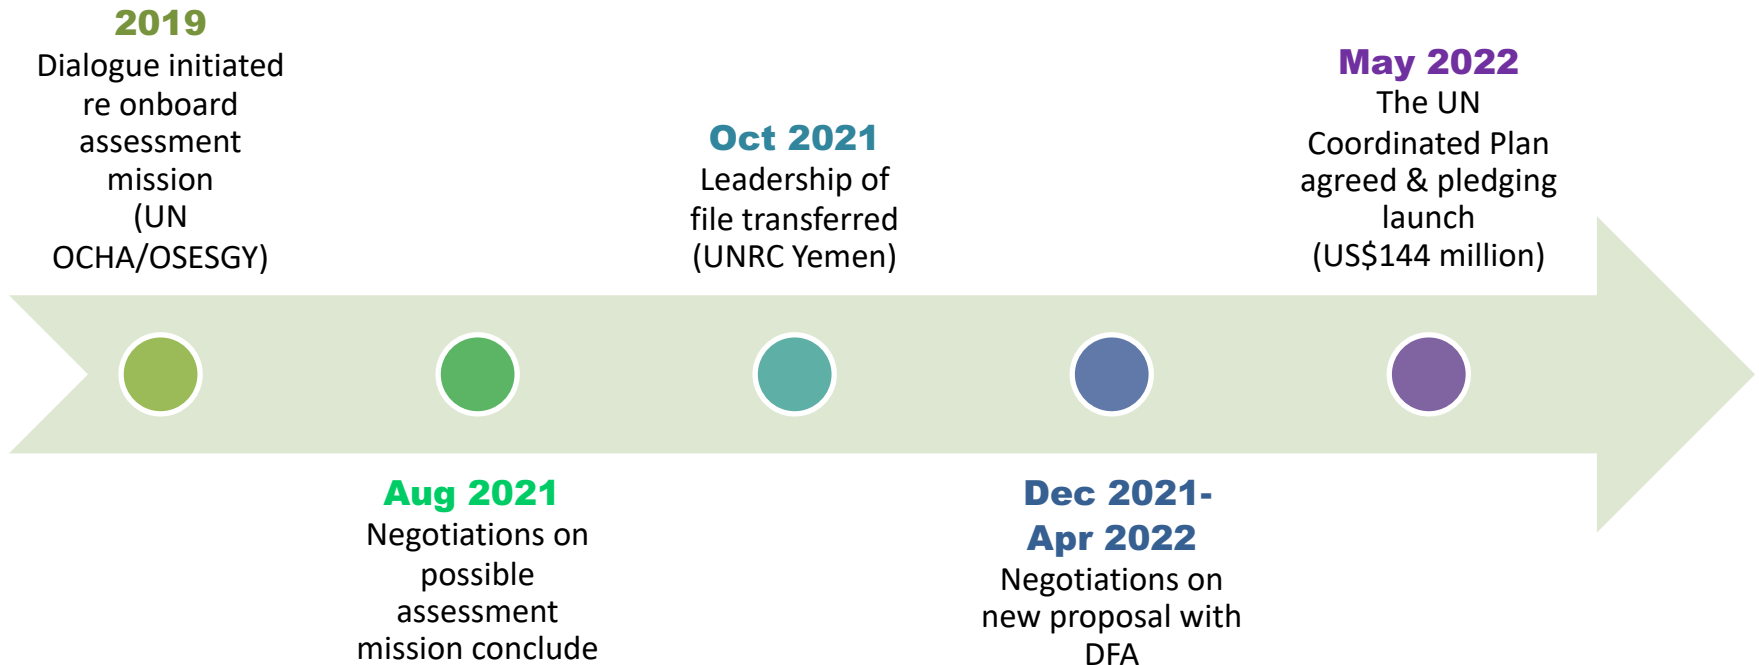 2019
Dialogue initiated
re onboard
assessment
mission
(UN
OCHA/OSESGY)
Aug 2021
Negotiations on
possible
assessment
mission conclude
Oct 2021
Leadership of
file transferred
(UNRC Yemen)
Dec 2021-
Apr 2022
Negotiations on
new proposal with
DFA
May 2022
The UN
Coordinated Plan
agreed & pledging
launch
(US$144 million)